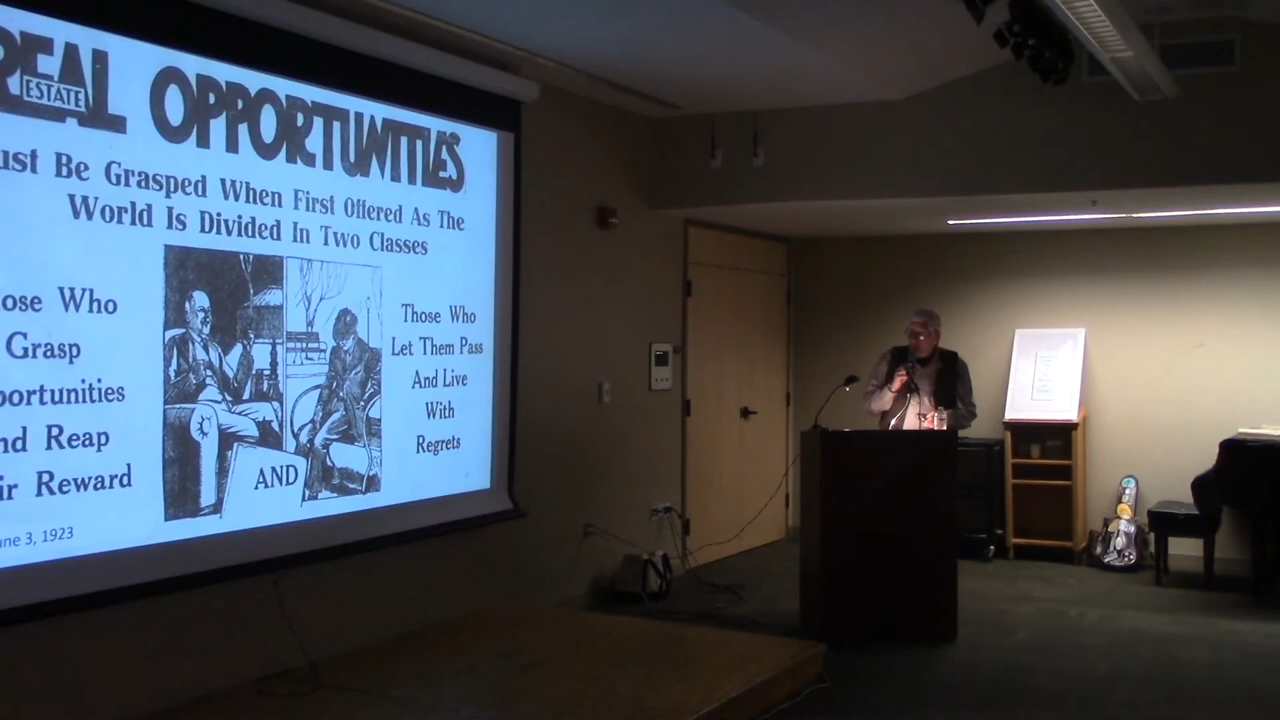 REAL ESTATE OPPORTUNITIES
ust Be Grasped When First Offered As The
World Is Divided In Two Classes
ose Who
Grasp
portunities
nd Reap
ir Reward
AND
Those Who
Let Them Pass
And Live
With
Regrets
une 3, 1923